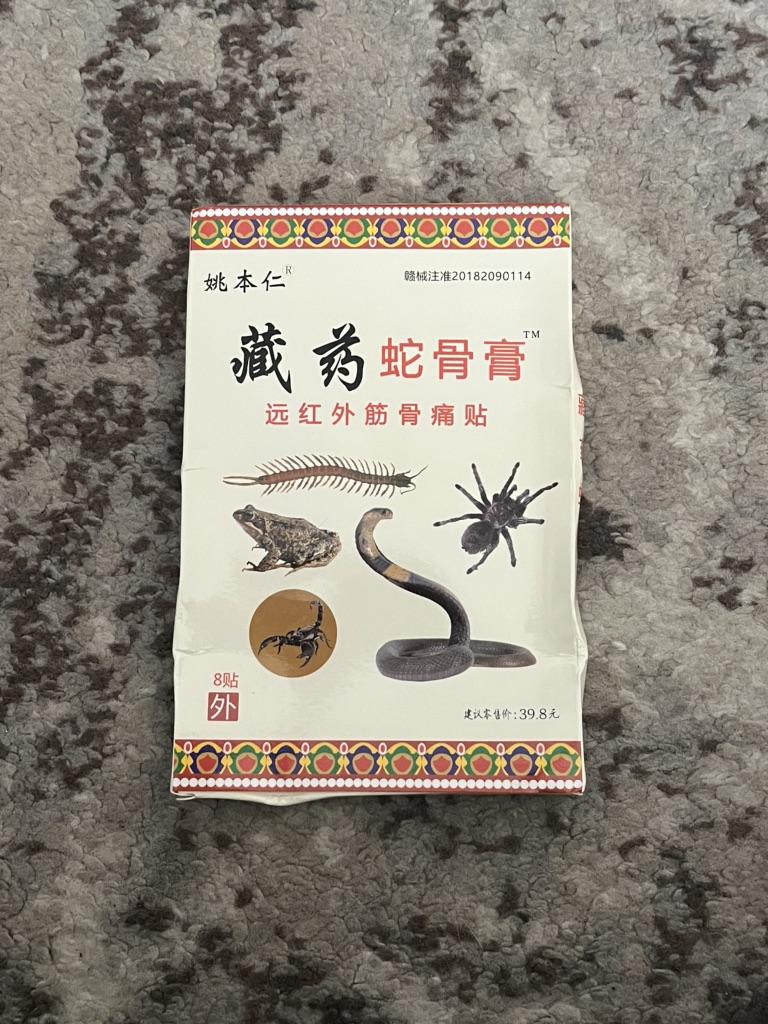 姚本仁®
赣械注准20182090114
藏药蛇骨膏™
远红外筋骨痛贴
8贴
外
建议零售价:39.8元